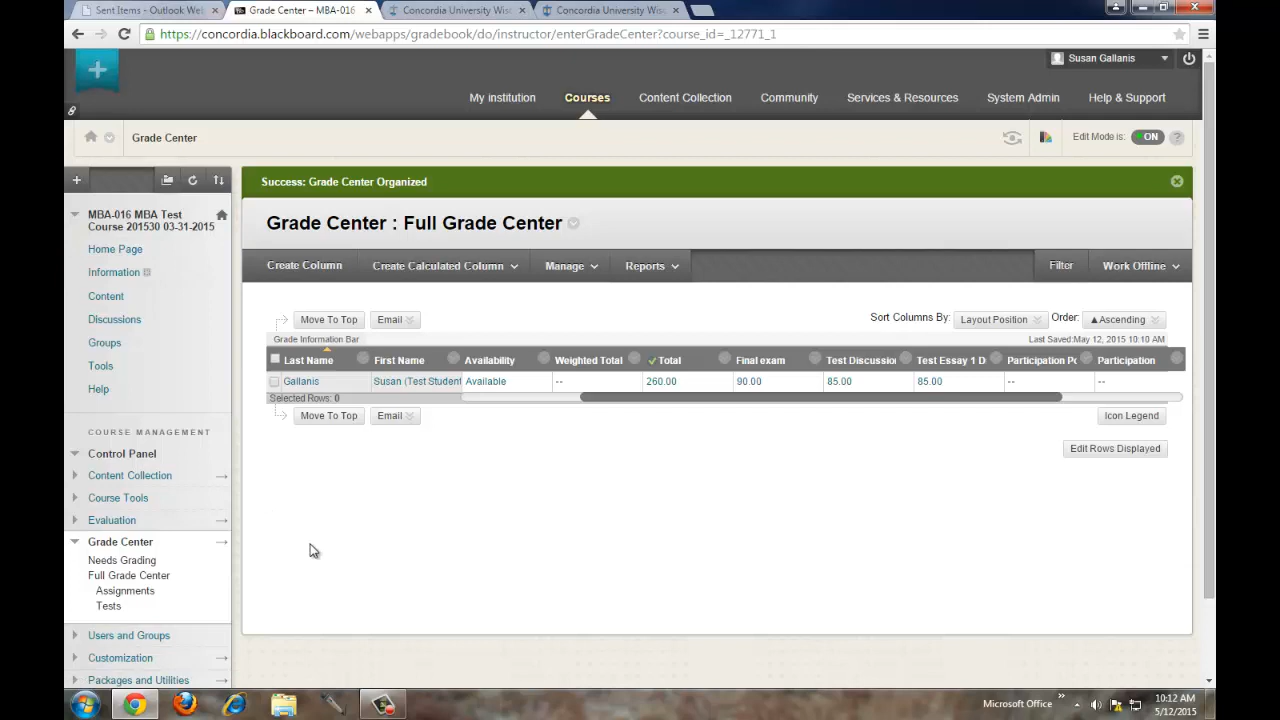 Sent Items - Outlook Wel
Grade Center – MBA-016
Concordia University Wisc
Concordia University Wisc
https://concordia.blackboard.com/webapps/gradebook/do/instructor/enterGradeCenter?course_id=_12771_1
Susan Gallanis
My institution Courses Content Collection Community Services & Resources System Admin Help & Support
Grade Center
Edit Mode is: ON ?
Success: Grade Center Organized
MBA-016 MBA Test
Course 201530 03-31-2015
Home Page
Information
Content
Discussions
Groups
Tools
Help
COURSE MANAGEMENT
Control Panel
Content Collection
Course Tools
Evaluation
Grade Center
Needs Grading
Full Grade Center
Assignments
Tests
Users and Groups
Customization
Packages and Utilities
Grade Center : Full Grade Center
Create Column Create Calculated Column Manage Reports Filter Work Offline
Move To Top Email Sort Columns By: Layout Position Order: ▲Ascending
Grade Information Bar Last Saved:May 12, 2015 10:10 AM
Last Name First Name Availability Weighted Total Total Final exam Test Discussio Test Essay 1 D Participation Po Participation
Gallanis Susan (Test Student Available -- 260.00 90.00 85.00 85.00 -- --
Selected Rows: 0
Move To Top Email Icon Legend
Edit Rows Displayed
Microsoft Office » 10:12 AM
5/12/2015